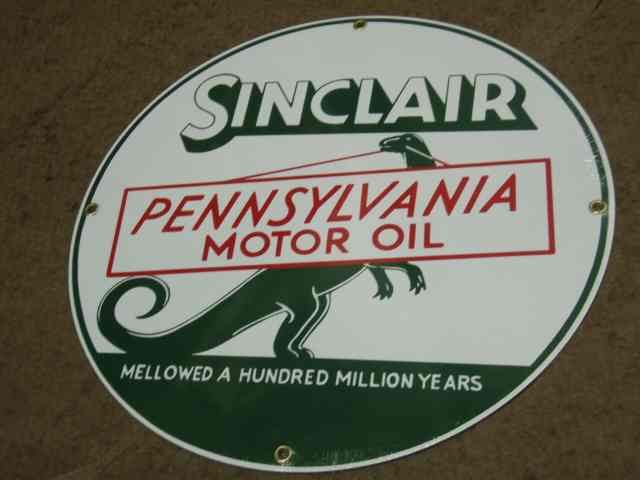 SINCLAIR
PENNSYLVANIA
MOTOR OIL
MELLOWED A HUNDRED MILLION YEARS